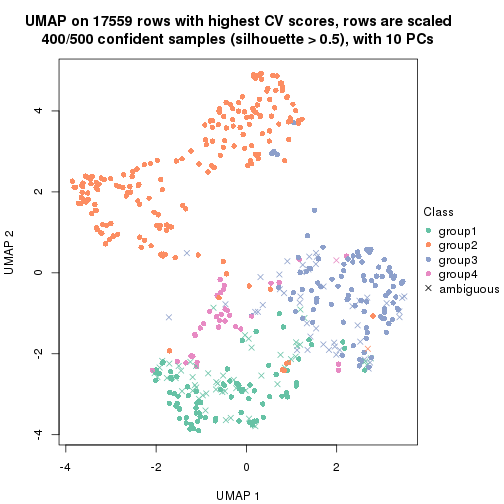 UMAP on 17559 rows with highest CV scores, rows are scaled
400/500 confident samples (silhouette > 0.5), with 10 PCs
4
2
0
-2
-4
UMAP 2
-4
-2
0
2
UMAP 1
Class
group1
group2
group3
group4
ambiguous